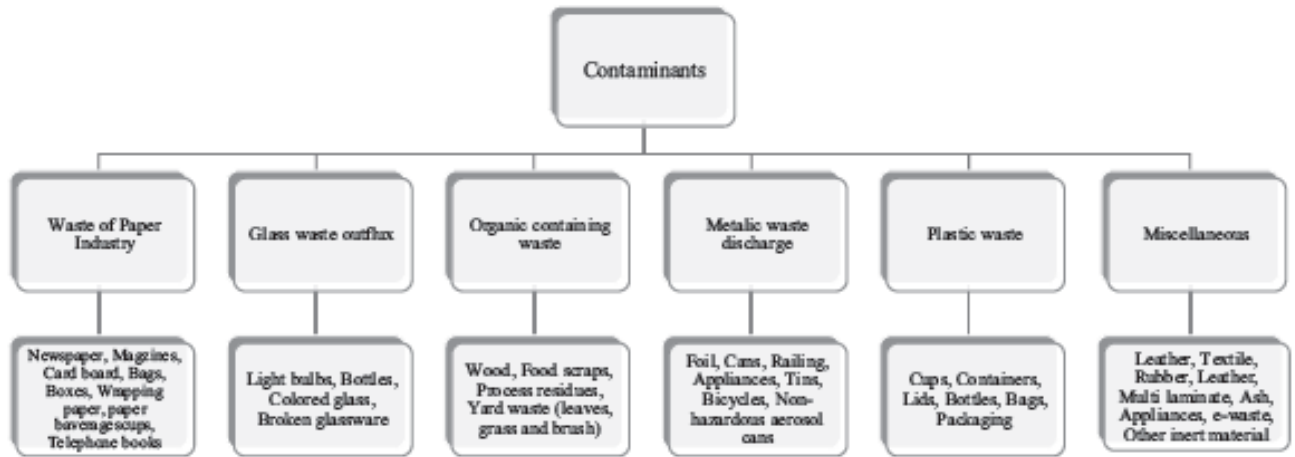 Contaminants
Waste of Paper
Industry
Glass waste outflux
Organic containing
waste
Metalic waste
discharge
Plastic waste
Miscellaneous
Newspaper, Magzines,
Card board, Bags,
Boxes, Wrapping
paper, paper
baveragescups,
Telephone books
Light bulbs, Bottles,
Colored glass,
Broken glassware
Wood, Food scraps,
Process residues,
Yard waste (leaves,
grass and brush)
Foil, Cans, Railing,
Appliances, Tins,
Bicycles, Non-
hazardous aerosol
cans
Cups, Containers,
Lids, Bottles, Bags,
Packaging
Leather, Textile,
Rubber, Leather,
Multi laminate, Ash,
Appliances, e-waste,
Other inert material